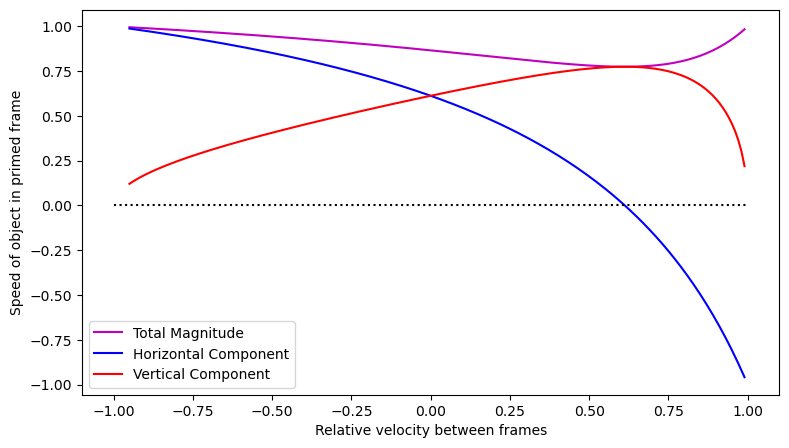 1.00
0.75
0.50
0.25
0.00
−0.25
−0.50
−0.75
−1.00
Speed of object in primed frame
Total Magnitude
Horizontal Component
Vertical Component
−1.00 −0.75 −0.50 −0.25 0.00 0.25 0.50 0.75 1.00
Relative velocity between frames